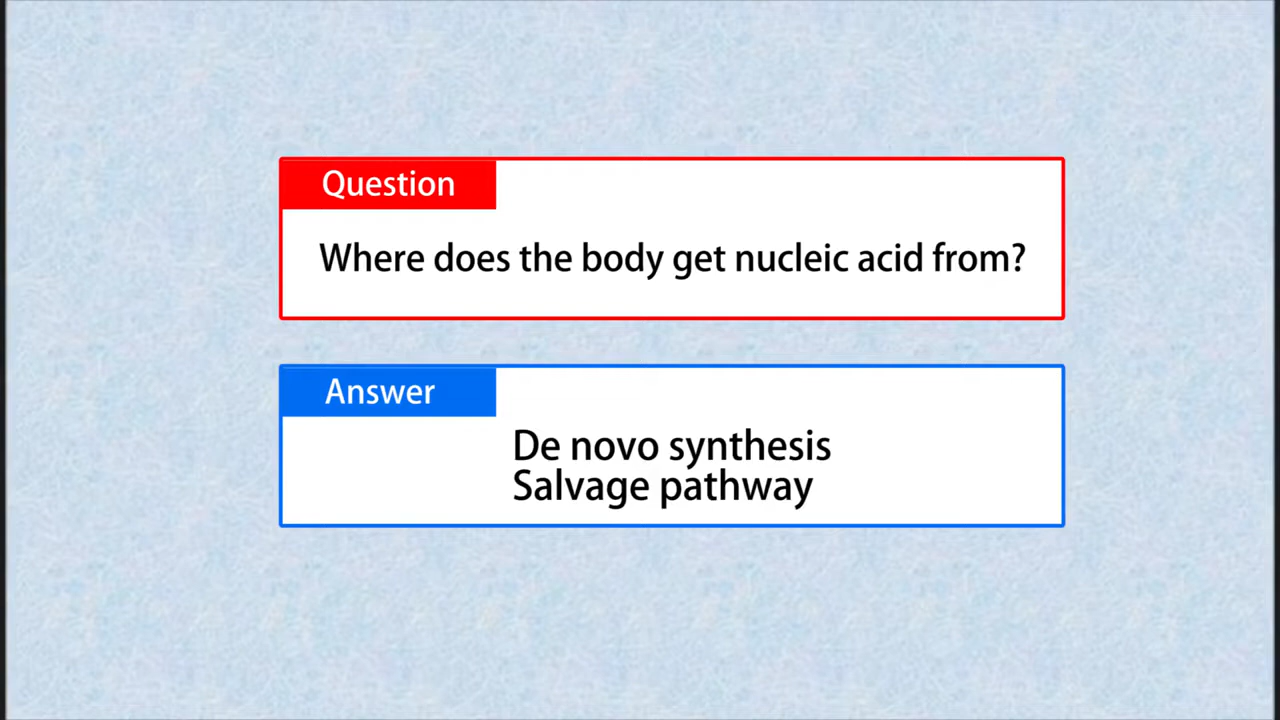 Question
Where does the body get nucleic acid from?
Answer
De novo synthesis
Salvage pathway